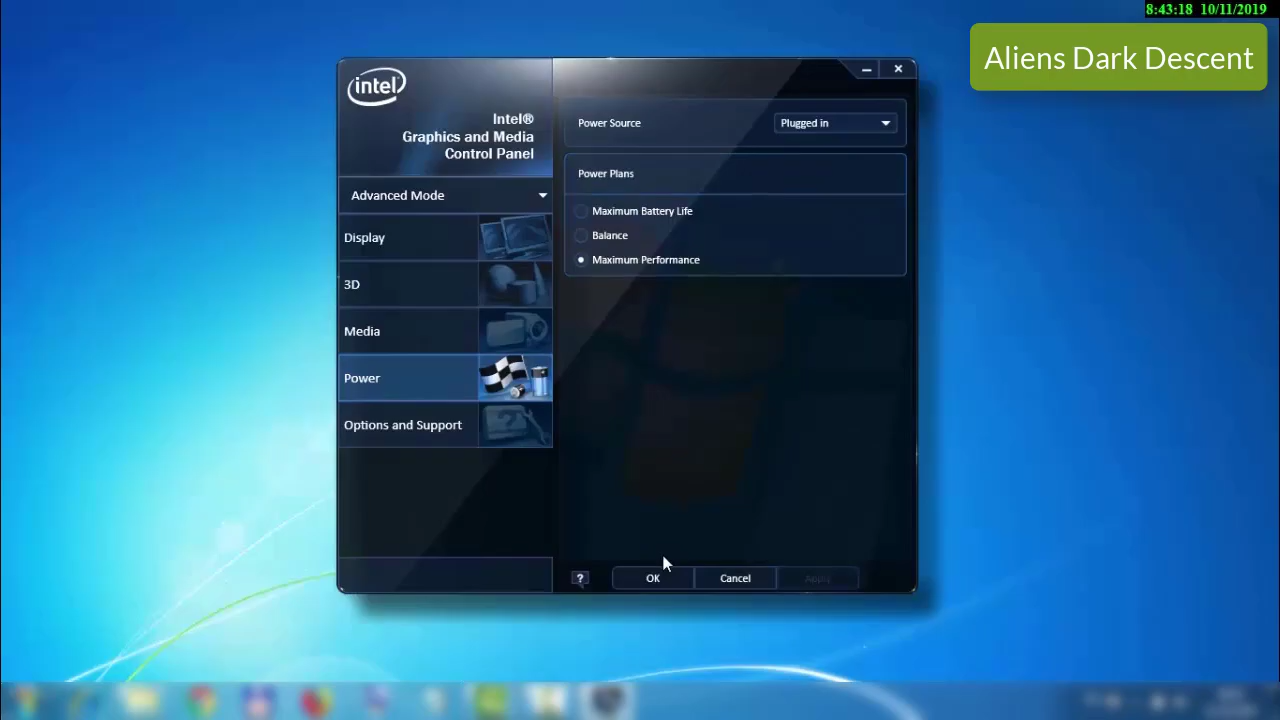 8:43:18 10/11/2019
Aliens Dark Descent
intel
Intel®
Graphics and Media
Control Panel
Advanced Mode
Display
3D
Media
Power
Options and Support
Power Source
Plugged in
Power Plans
Maximum Battery Life
Balance
Maximum Performance
?
OK
Cancel
Apply